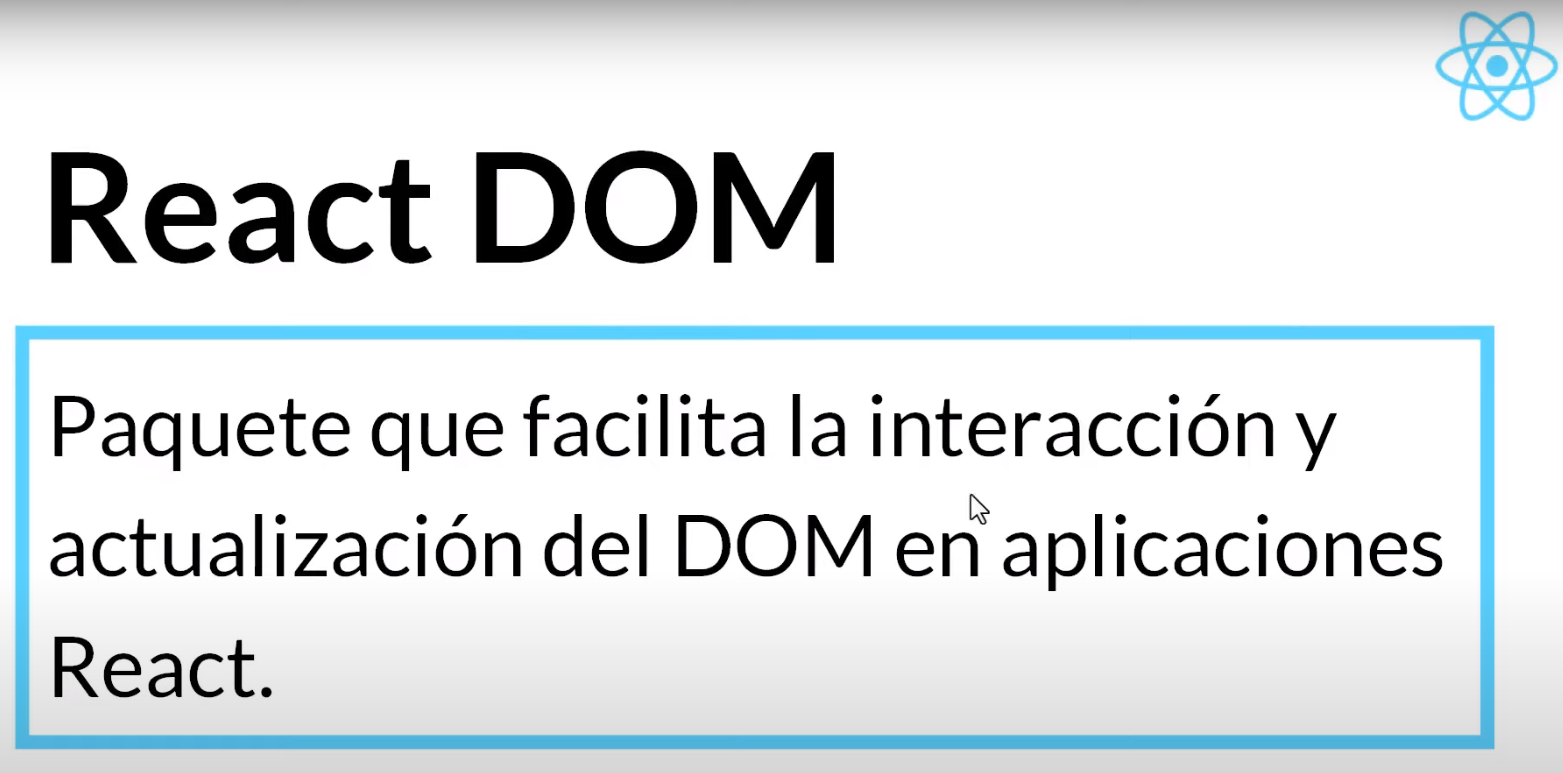 React DOM
Paquete que facilita la interacción y
actualización del DOM en aplicaciones
React.